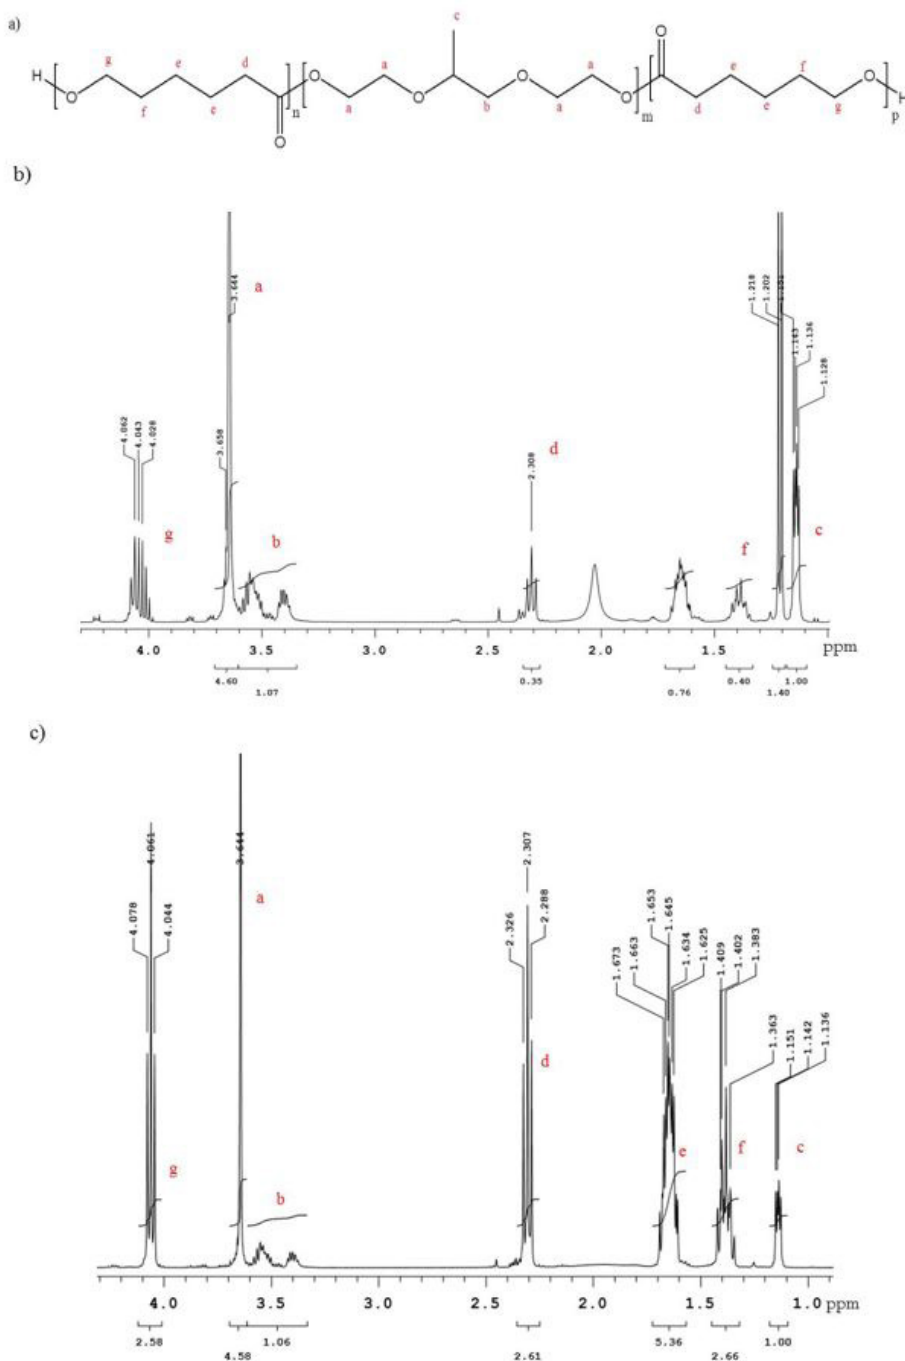 a)
c
g e d a a e f
H O O O O O O O H
f e n a b a m d e g p
O O
b)
3.644
a
1.218
1.202
1.151
1.143
1.136
1.128
4.062
4.043
4.028
3.658
d
2.308
g
b
f
c
4.0 3.5 3.0 2.5 2.0 1.5 ppm
4.60 0.35 0.76 0.40 1.00
1.07 1.40
c)
4.061
3.644
2.307
a
4.078
4.044
2.326
2.288
1.653
1.645
1.673
1.663
1.634
1.625
1.409
1.402
1.383
1.363
1.151
1.142
1.136
d
g
b
e
f
c
4.0 3.5 3.0 2.5 2.0 1.5 1.0 ppm
2.58 1.06 2.61 5.36 2.66 1.00
4.58